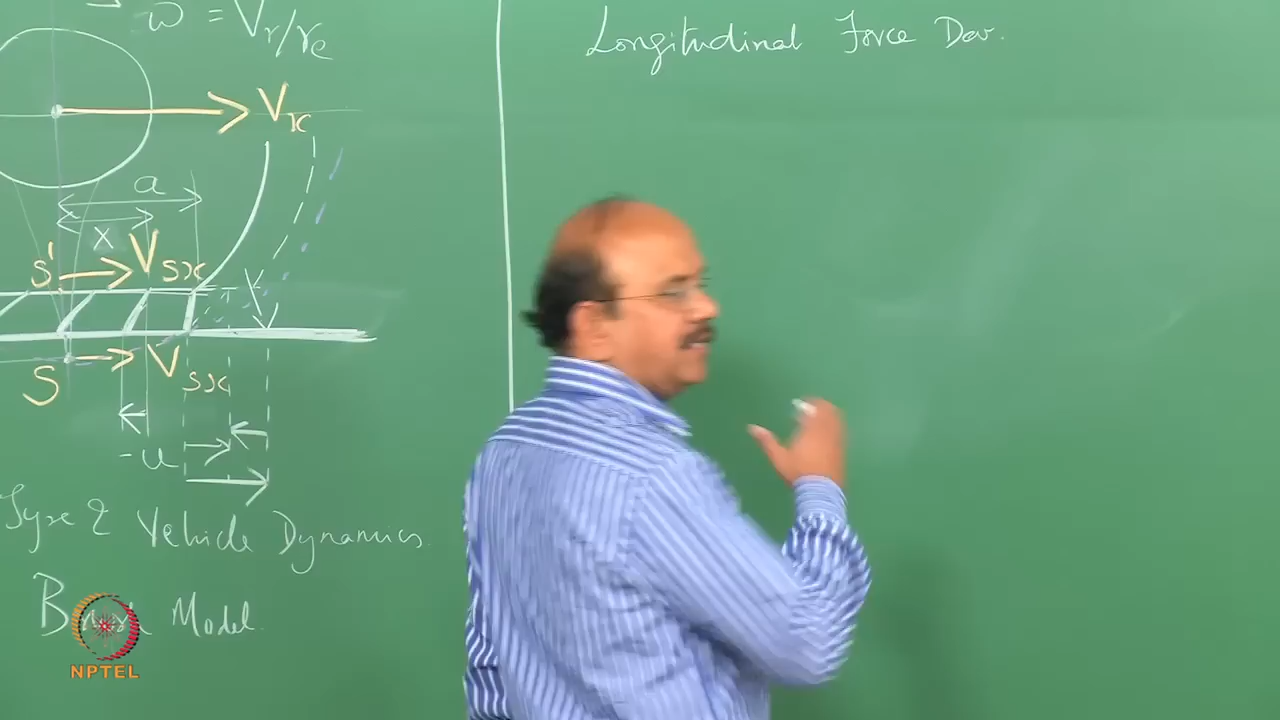 ω = Vr/re
Vx
a
x
S' Vsx
S Vsx
-u
Tyre & Vehicle Dynamics
Model
Longitudinal Force Dev.
NPTEL